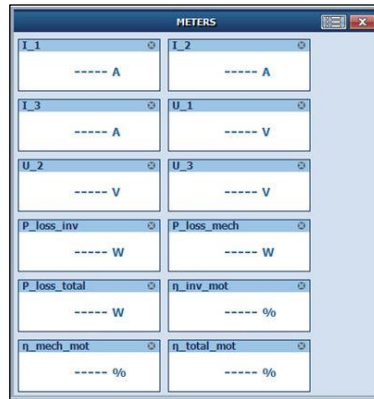 METERS
I_1 I_2
----- A ----- A
I_3 U_1
----- A ----- V
U_2 U_3
----- V ----- V
P_loss_inv P_loss_mech
----- W ----- W
P_loss_total η_inv_mot
----- W ----- %
η_mech_mot η_total_mot
----- % ----- %